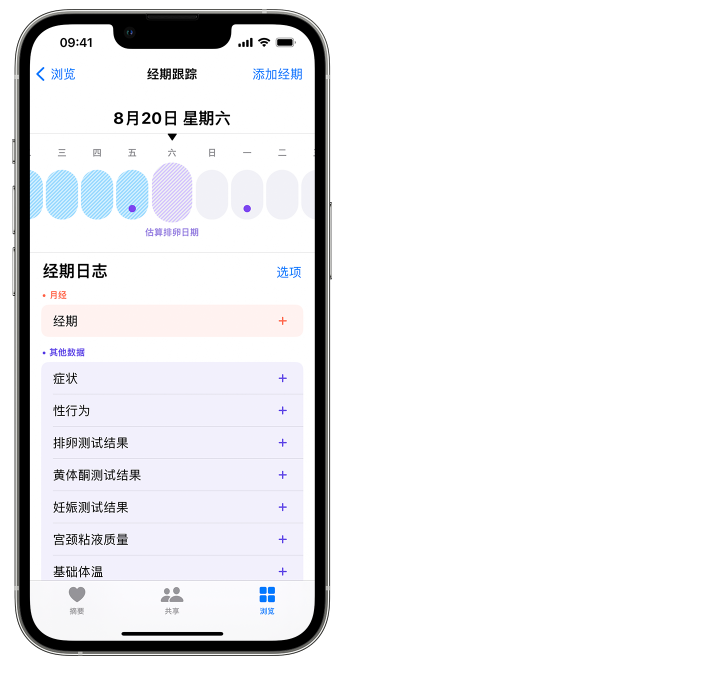 09:41
浏览 经期跟踪 添加经期
8月20日 星期六
三 四 五 六 日 一 二
估算排卵日期
经期日志 选项
• 月经
经期 +
• 其他数据
症状 +
性行为 +
排卵测试结果 +
黄体酮测试结果 +
妊娠测试结果 +
宫颈粘液质量 +
基础体温 +
摘要 共享 浏览